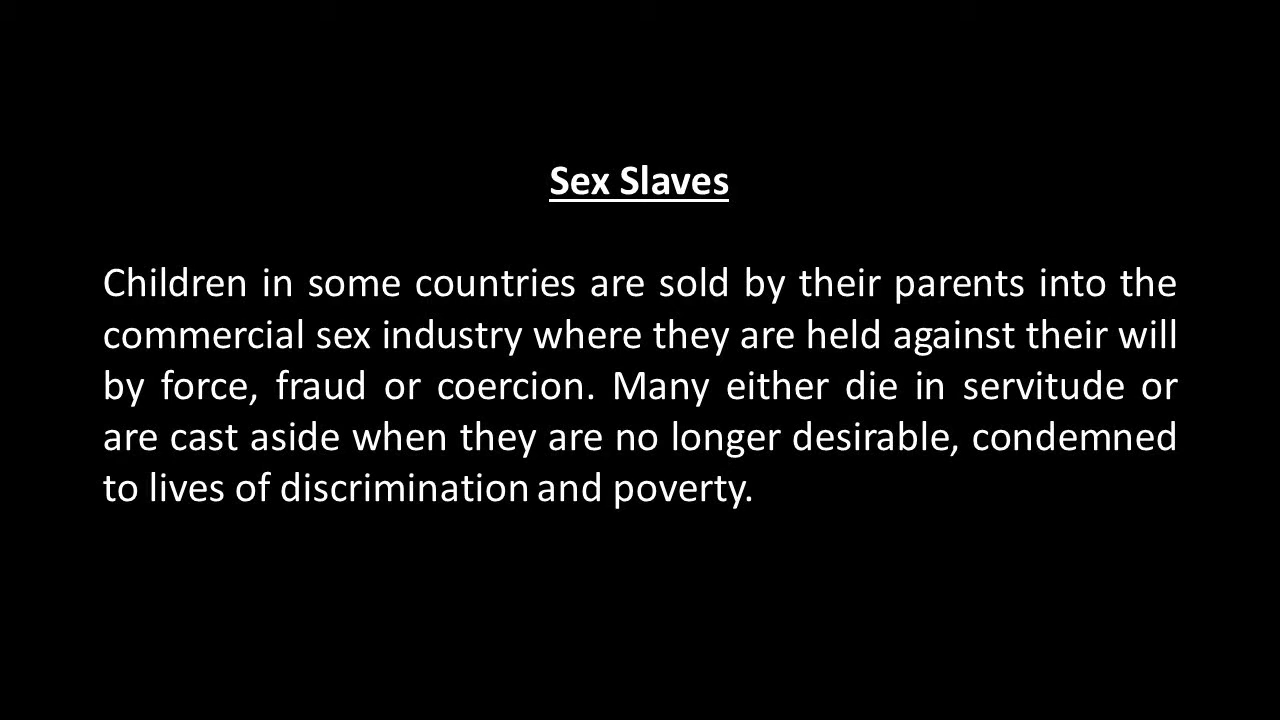 Sex Slaves
Children in some countries are sold by their parents into the
commercial sex industry where they are held against their will
by force, fraud or coercion. Many either die in servitude or
are cast aside when they are no longer desirable, condemned
to lives of discrimination and poverty.